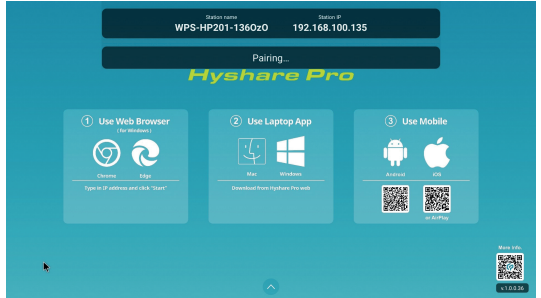 Station name
WPS-HP201-136OzO
Station IP
192.168.100.135
Pairing...
Hyshare Pro
1 Use Web Browser
( for Windows )
Chrome
Edge
Type in IP address and click "Start"
2 Use Laptop App
Mac
Windows
Download from Hyshare Pro web
3 Use Mobile
Android
iOS
or AirPlay
More info.
v.1.0.0.36